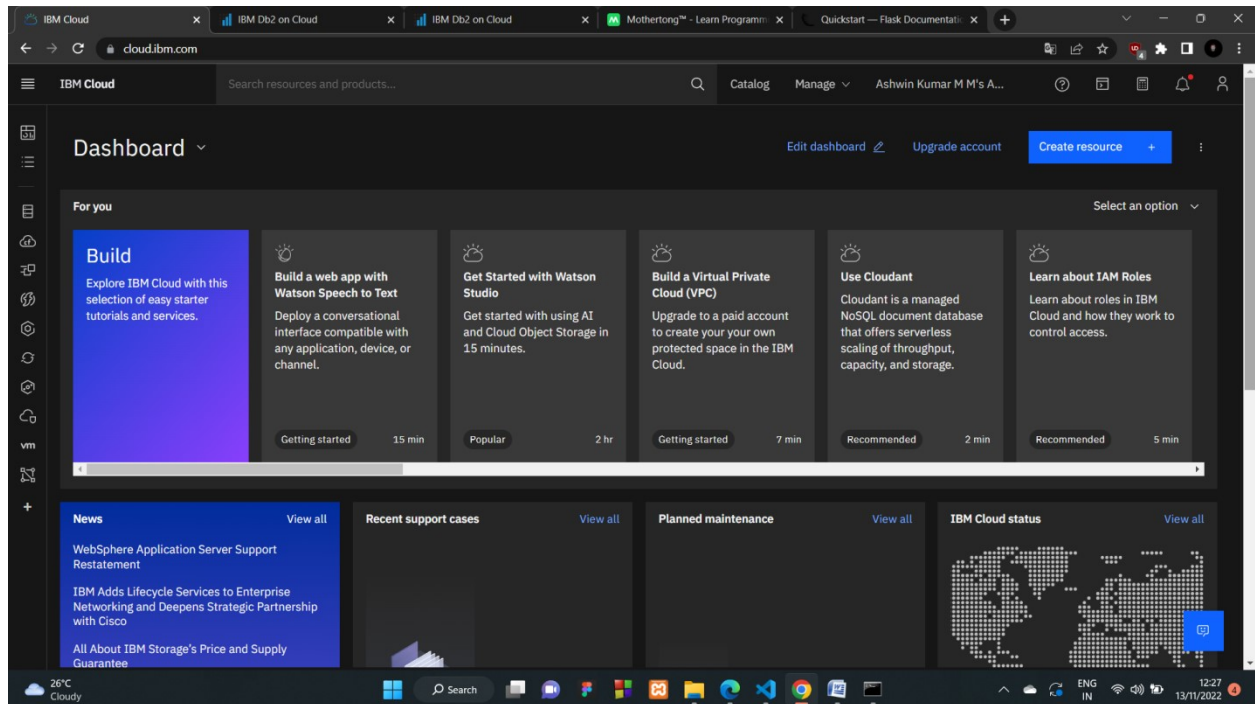 IBM Cloud
IBM Db2 on Cloud
IBM Db2 on Cloud
Mothertong™ - Learn Programm
Quickstart — Flask Documentatic
cloud.ibm.com
4
IBM Cloud
Search resources and products...
Catalog
Manage
Ashwin Kumar M M's A...
Dashboard
Edit dashboard
Upgrade account
Create resource +
For you
Select an option
Build
Explore IBM Cloud with this
selection of easy starter
tutorials and services.
Build a web app with
Watson Speech to Text
Deploy a conversational
interface compatible with
any application, device, or
channel.
Getting started 15 min
Get Started with Watson
Studio
Get started with using AI
and Cloud Object Storage in
15 minutes.
Popular 2 hr
Build a Virtual Private
Cloud (VPC)
Upgrade to a paid account
to create your your own
protected space in the IBM
Cloud.
Getting started 7 min
Use Cloudant
Cloudant is a managed
NoSQL document database
that offers serverless
scaling of throughput,
capacity, and storage.
Recommended 2 min
Learn about IAM Roles
Learn about roles in IBM
Cloud and how they work to
control access.
Recommended 5 min
vm
News View all
WebSphere Application Server Support
Restatement
IBM Adds Lifecycle Services to Enterprise
Networking and Deepens Strategic Partnership
with Cisco
All About IBM Storage's Price and Supply
Guarantee
Recent support cases View all
Planned maintenance View all
IBM Cloud status View all
26°C
Cloudy
Search
ENG
IN
12:27
13/11/2022
4